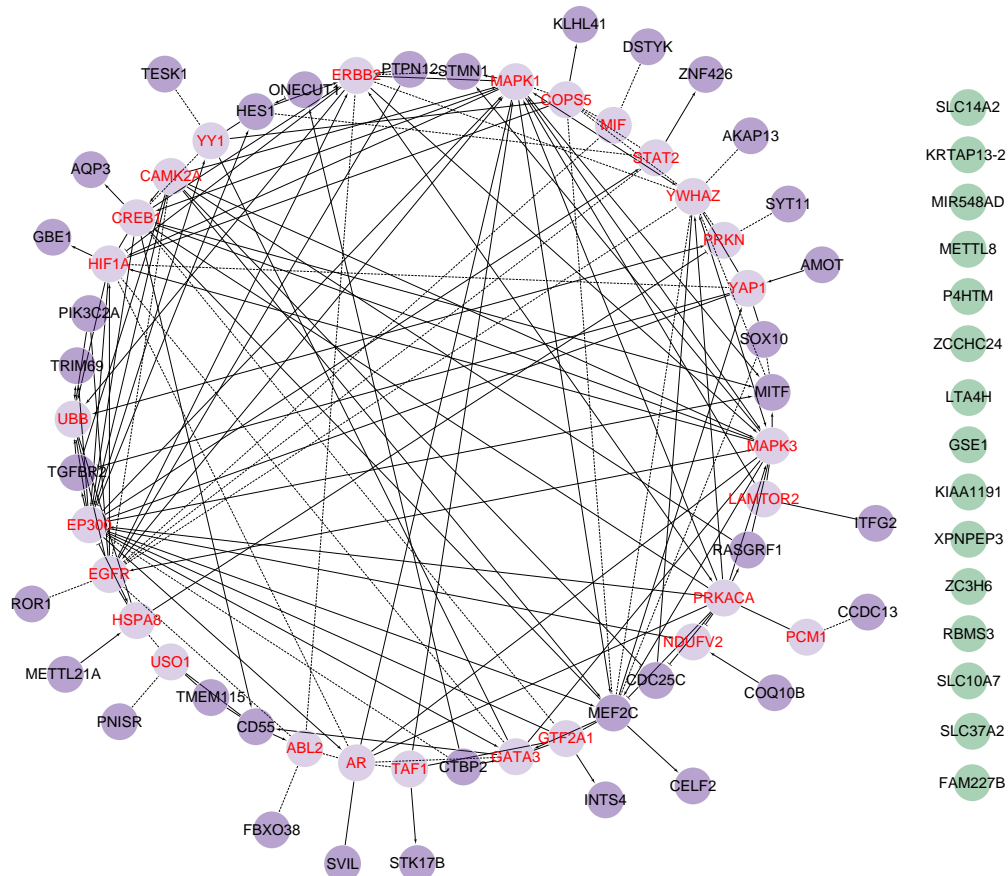 KLHL41
DSTYK
TESK1
ERBB2
PTPN12
STMN1
MAPK1
ZNF426
ONECUT1
HES1
COPS5
MIF
SLC14A2
YY1
STAT2
AKAP13
KRTAP13-2
AQP3
CAMK2A
YWHAZ
MIR548AD
CREB1
SYT11
GBE1
PRKN
METTL8
HIF1A
AMOT
YAP1
P4HTM
PIK3C2A
SOX10
ZCCHC24
TRIM69
MITF
LTA4H
UBB
MAPK3
GSE1
TGFBR2
LAMTOR2
KIAA1191
EP300
ITFG2
RASGRF1
XPNPEP3
EGFR
ROR1
PRKACA
ZC3H6
HSPA8
CCDC13
NDUFV2
PCM1
RBMS3
USO1
METTL21A
CDC25C
SLC10A7
TMEM115
COQ10B
PNISR
MEF2C
CD55
GTF2A1
SLC37A2
ABL2
GATA3
AR
TAF1
CTBP2
CELF2
FAM227B
INTS4
FBXO38
SVIL
STK17B